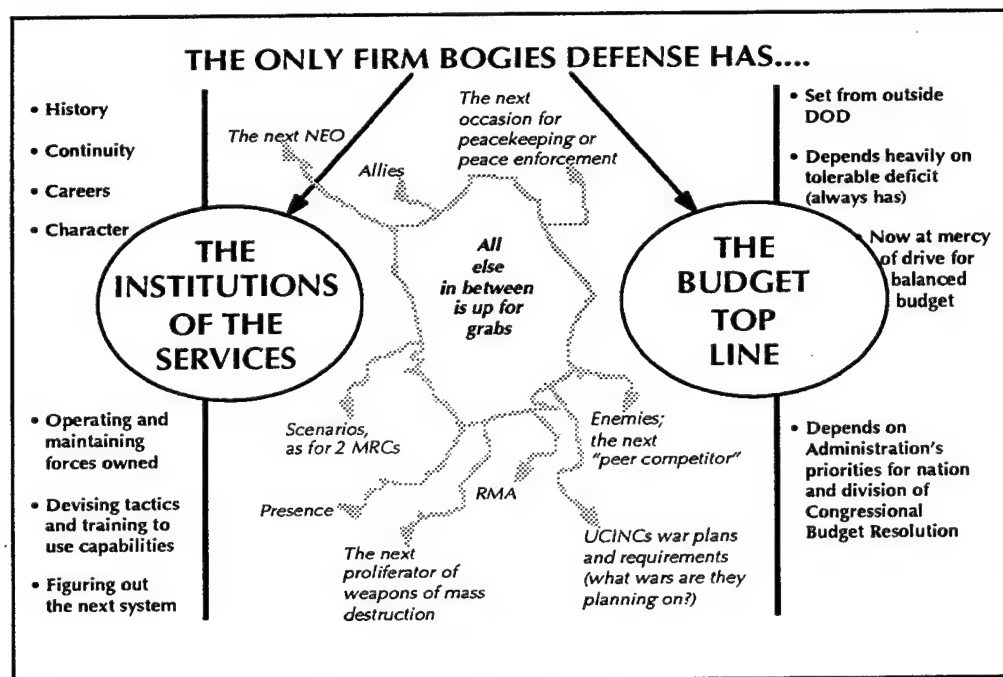 THE ONLY FIRM BOGIES DEFENSE HAS....
• History
• Continuity
• Careers
• Character
THE
INSTITUTIONS
OF THE
SERVICES
• Operating and
maintaining
forces owned
• Devising tactics
and training to
use capabilities
• Figuring out
the next system
The next NEO
Allies
The next
occasion for
peacekeeping or
peace enforcement
All
else
in between
is up for
grabs
Scenarios,
as for 2 MRCs
Presence
The next
proliferator of
weapons of mass
destruction
RMA
Enemies;
the next
"peer competitor"
UCINCs war plans
and requirements
(what wars are they
planning on?)
• Set from outside
DOD
• Depends heavily on
tolerable deficit
(always has)
• Now at mercy
of drive for
balanced
budget
THE
BUDGET
TOP
LINE
• Depends on
Administration's
priorities for nation
and division of
Congressional
Budget Resolution